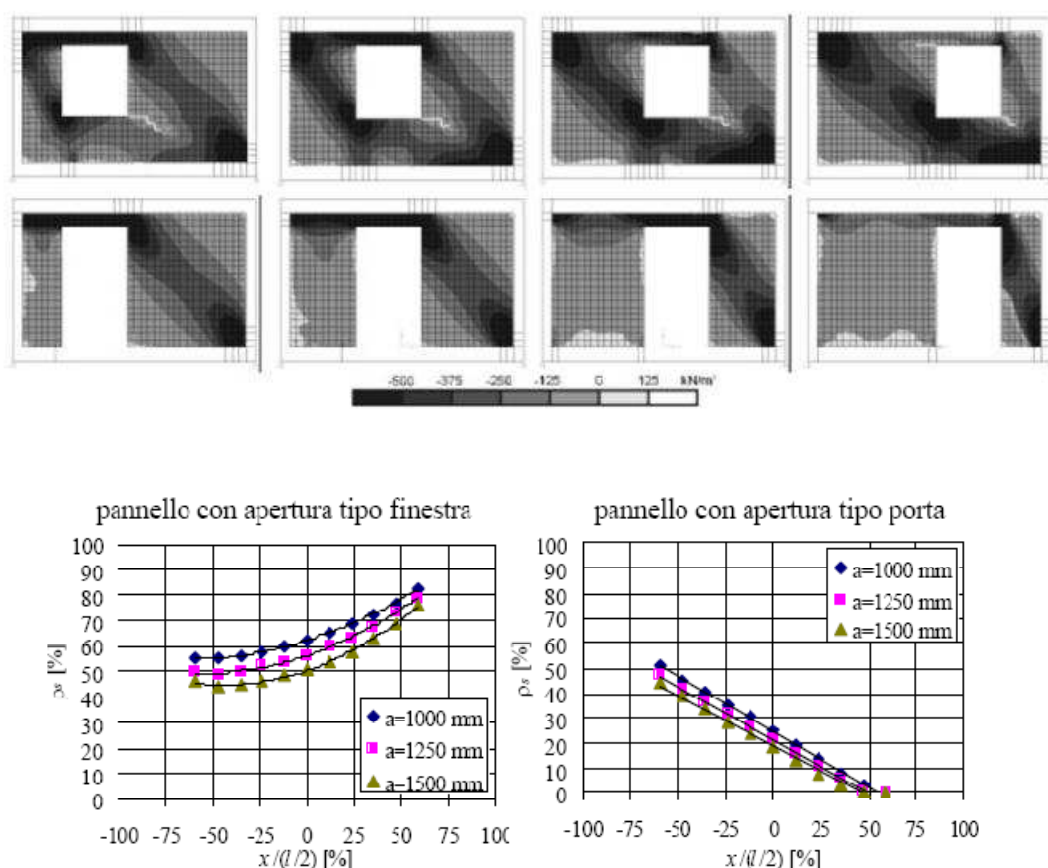 -500 -375 -250 -125 0 125 kN/m²
pannello con apertura tipo finestra
ρs [%]
100
90
80
70
60
50
40
30
20
10
0
a=1000 mm
a=1250 mm
a=1500 mm
-100 -75 -50 -25 0 25 50 75 100
x/(l/2) [%]
pannello con apertura tipo porta
ρs [%]
100
90
80
70
60
50
40
30
20
10
0
a=1000 mm
a=1250 mm
a=1500 mm
-100 -75 -50 -25 0 25 50 75 100
x/(l/2) [%]